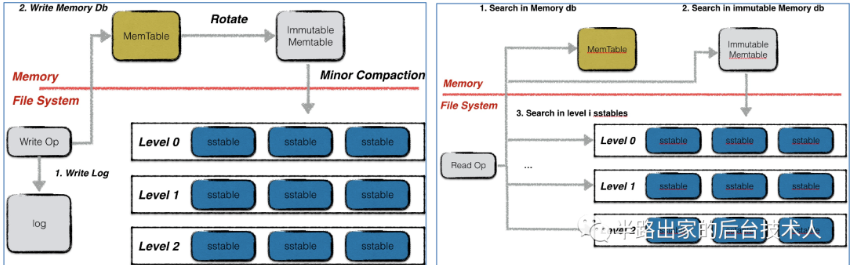 2. Write Memory Db
MemTable
Rotate
Immutable
Memtable
Memory
Minor Compaction
File System
Write Op
1. Write Log
log
Level 0 sstable sstable sstable
Level 1 sstable sstable sstable
Level 2 sstable sstable sstable
1. Search in Memory db
2. Search in immutable Memory db
MemTable
Immutable
Memtable
Memory
File System
3. Search in level i sstables
Read Op
...
Level 0 sstable sstable sstable
Level 1 sstable sstable sstable
Level 2 sstable sstable sstable
半路出家的后台技术人